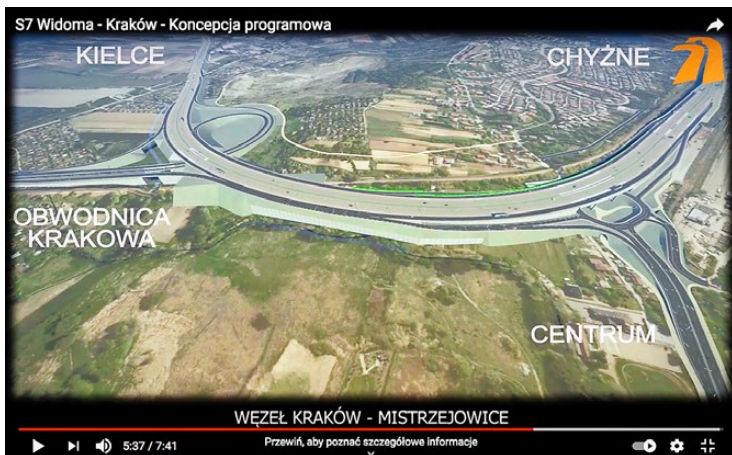 S7 Widoma - Kraków - Koncepcja programowa
KIELCE
CHYŻNE
OBWODNICA
KRAKOWA
CENTRUM
WĘZEŁ KRAKÓW - MISTRZEJOWICE
5:37 / 7:41
Przewiń, aby poznać szczegółowe informacje